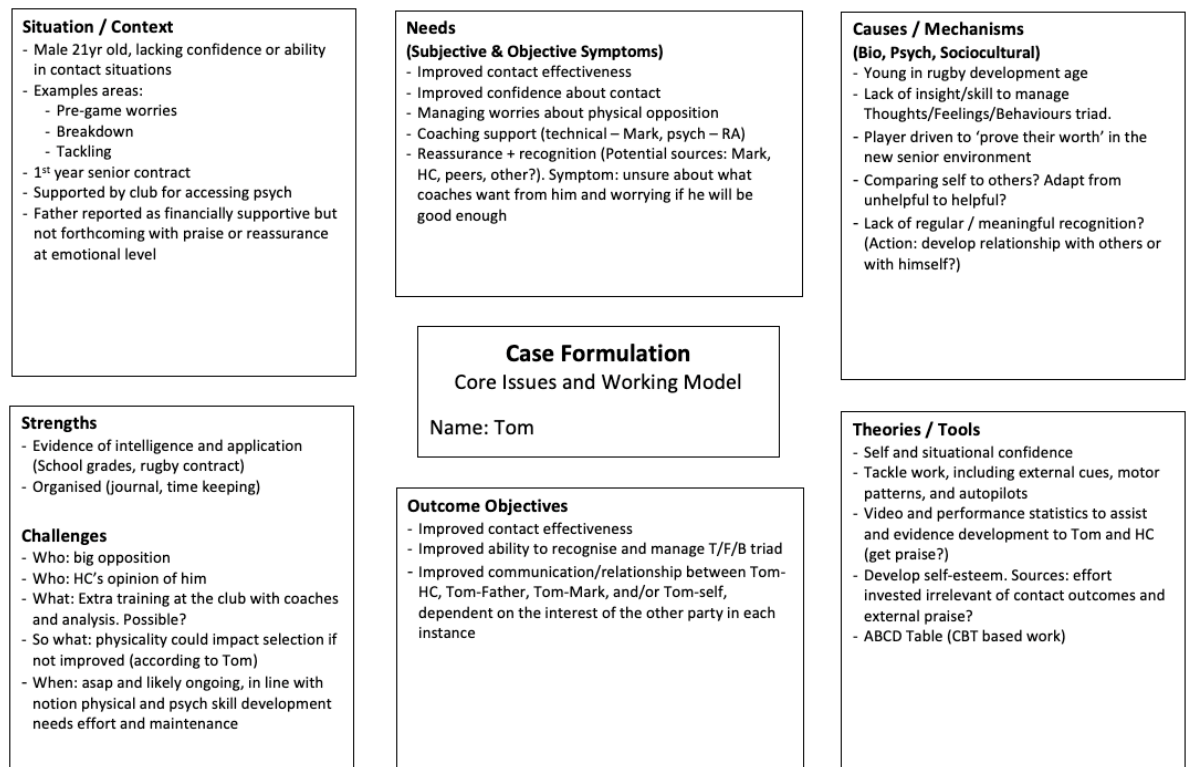 Situation / Context
- Male 21yr old, lacking confidence or ability
in contact situations
- Examples areas:
- Pre-game worries
- Breakdown
- Tackling
- 1st year senior contract
- Supported by club for accessing psych
- Father reported as financially supportive but
not forthcoming with praise or reassurance
at emotional level
Needs
(Subjective & Objective Symptoms)
- Improved contact effectiveness
- Improved confidence about contact
- Managing worries about physical opposition
- Coaching support (technical – Mark, psych – RA)
- Reassurance + recognition (Potential sources: Mark,
HC, peers, other?). Symptom: unsure about what
coaches want from him and worrying if he will be
good enough
Causes / Mechanisms
(Bio, Psych, Sociocultural)
- Young in rugby development age
- Lack of insight/skill to manage
Thoughts/Feelings/Behaviours triad.
- Player driven to ‘prove their worth’ in the
new senior environment
- Comparing self to others? Adapt from
unhelpful to helpful?
- Lack of regular / meaningful recognition?
(Action: develop relationship with others or
with himself?)
Case Formulation
Core Issues and Working Model
Name: Tom
Strengths
- Evidence of intelligence and application
(School grades, rugby contract)
- Organised (journal, time keeping)
Challenges
- Who: big opposition
- Who: HC’s opinion of him
- What: Extra training at the club with coaches
and analysis. Possible?
- So what: physicality could impact selection if
not improved (according to Tom)
- When: asap and likely ongoing, in line with
notion physical and psych skill development
needs effort and maintenance
Outcome Objectives
- Improved contact effectiveness
- Improved ability to recognise and manage T/F/B triad
- Improved communication/relationship between Tom-
HC, Tom-Father, Tom-Mark, and/or Tom-self,
dependent on the interest of the other party in each
instance
Theories / Tools
- Self and situational confidence
- Tackle work, including external cues, motor
patterns, and autopilots
- Video and performance statistics to assist
and evidence development to Tom and HC
(get praise?)
- Develop self-esteem. Sources: effort
invested irrelevant of contact outcomes and
external praise?
- ABCD Table (CBT based work)